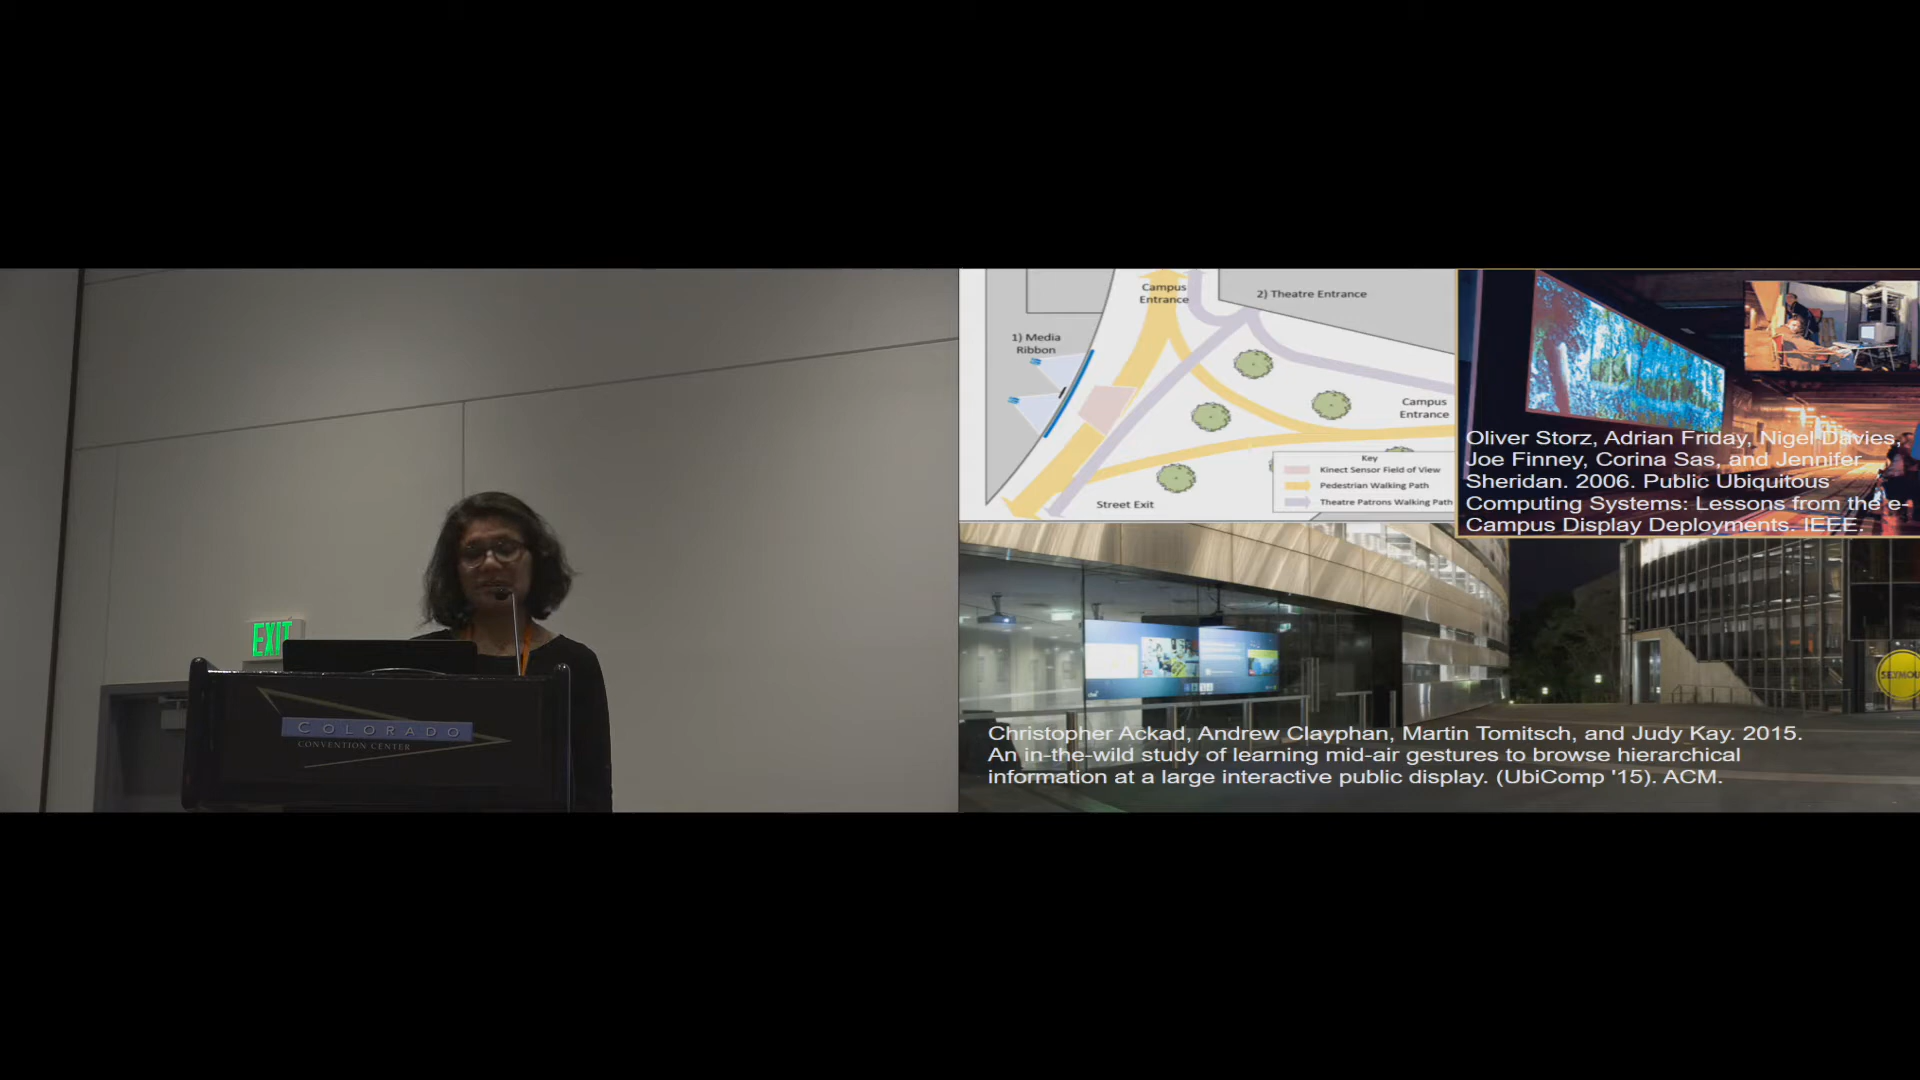 EXIT
COLORADO
CONVENTION CENTER
Campus
Entrance
2) Theatre Entrance
1) Media
Ribbon
Campus
Entrance
Key
Kinect Sensor Field of View
Pedestrian Walking Path
Theatre Patrons Walking Path
Street Exit
Oliver Storz, Adrian Friday, Nigel Davies,
Joe Finney, Corina Sas, and Jennifer
Sheridan. 2006. Public Ubiquitous
Computing Systems: Lessons from the e-
Campus Display Deployments. IEEE.
Christopher Ackad, Andrew Clayphan, Martin Tomitsch, and Judy Kay. 2015.
An in-the-wild study of learning mid-air gestures to browse hierarchical
information at a large interactive public display. (UbiComp '15). ACM.